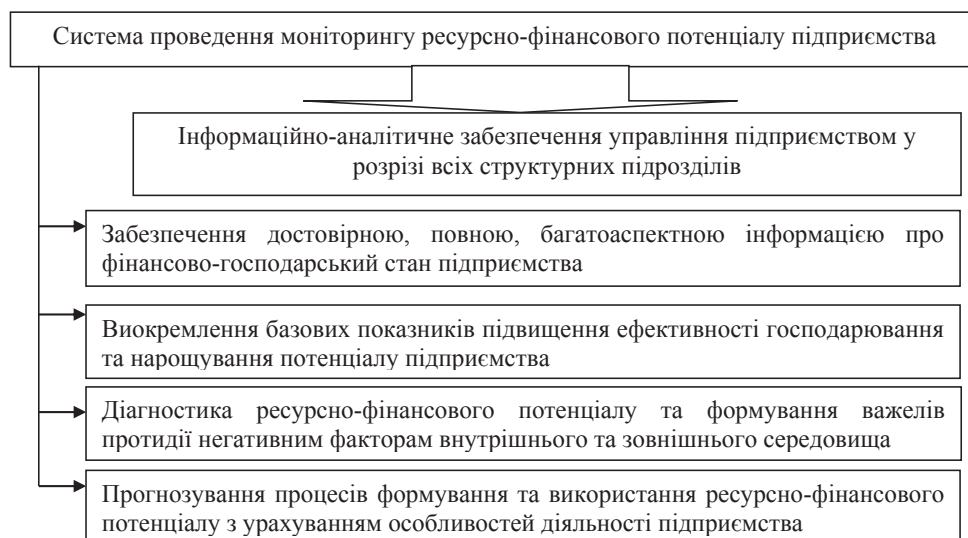 Система проведення моніторингу ресурсно-фінансового потенціалу підприємства
Інформаційно-аналітичне забезпечення управління підприємством у
розрізі всіх структурних підрозділів
Забезпечення достовірною, повною, багатоаспектною інформацією про
фінансово-господарський стан підприємства
Виокремлення базових показників підвищення ефективності господарювання
та нарощування потенціалу підприємства
Діагностика ресурсно-фінансового потенціалу та формування важелів
протидії негативним факторам внутрішнього та зовнішнього середовища
Прогнозування процесів формування та використання ресурсно-фінансового
потенціалу з урахуванням особливостей діяльності підприємства